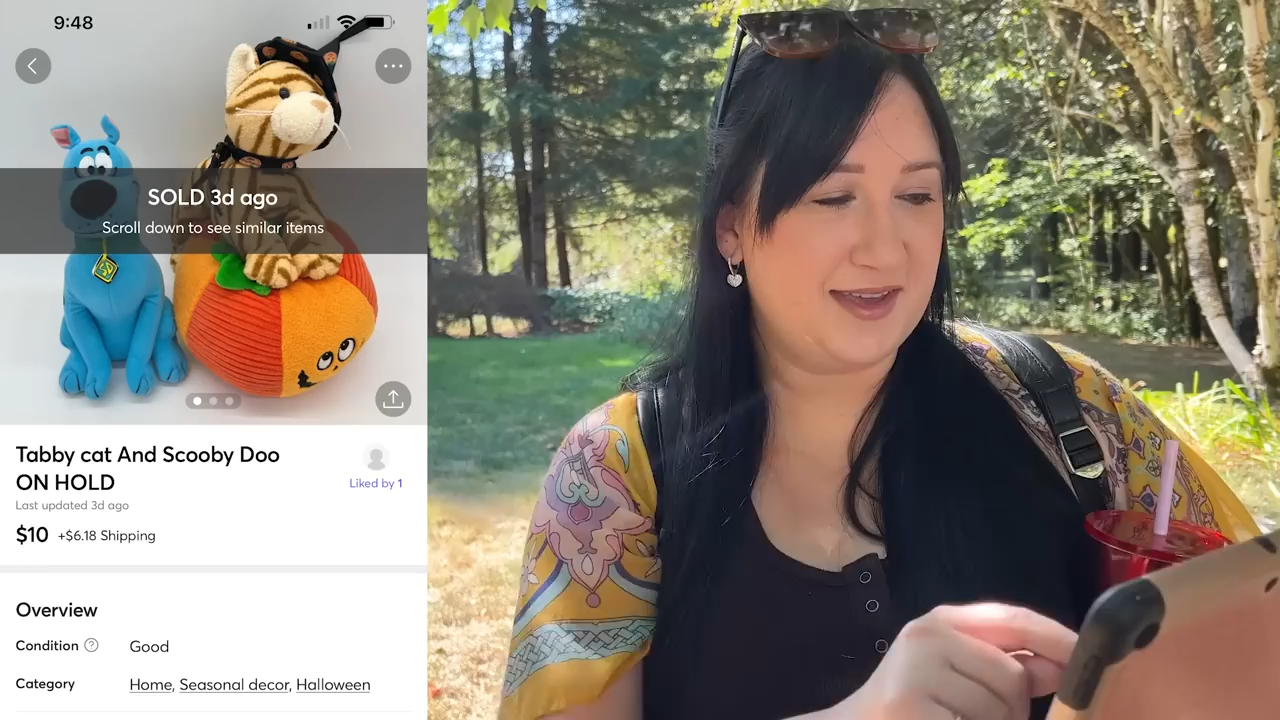 9:48
SOLD 3d ago
Scroll down to see similar items
Tabby cat And Scooby Doo
ON HOLD
Liked by 1
Last updated 3d ago
$10 +$6.18 Shipping
Overview
Condition ? Good
Category Home, Seasonal decor, Halloween